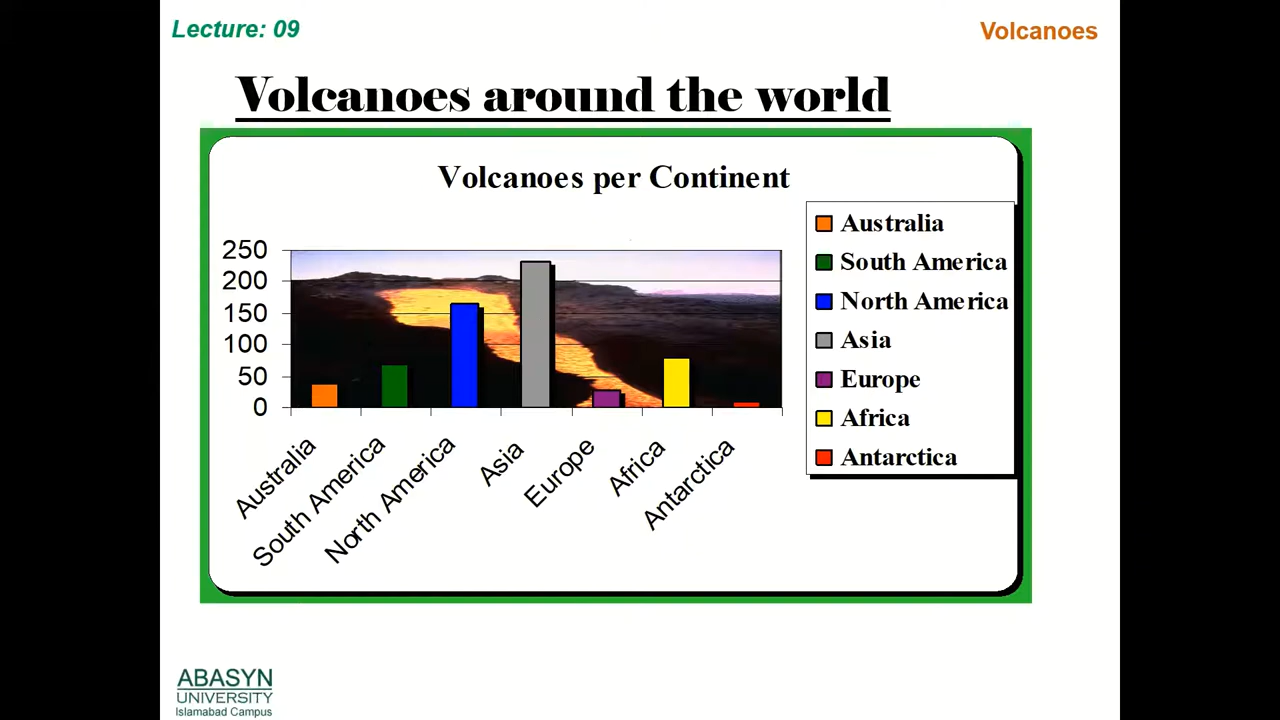 Lecture: 09
Volcanoes
Volcanoes around the world
Volcanoes per Continent
250
200
150
100
50
0
Australia
South America
North America
Asia
Europe
Africa
Antarctica
Australia
South America
North America
Asia
Europe
Africa
Antarctica
ABASYN
UNIVERSITY
Islamabad Campus